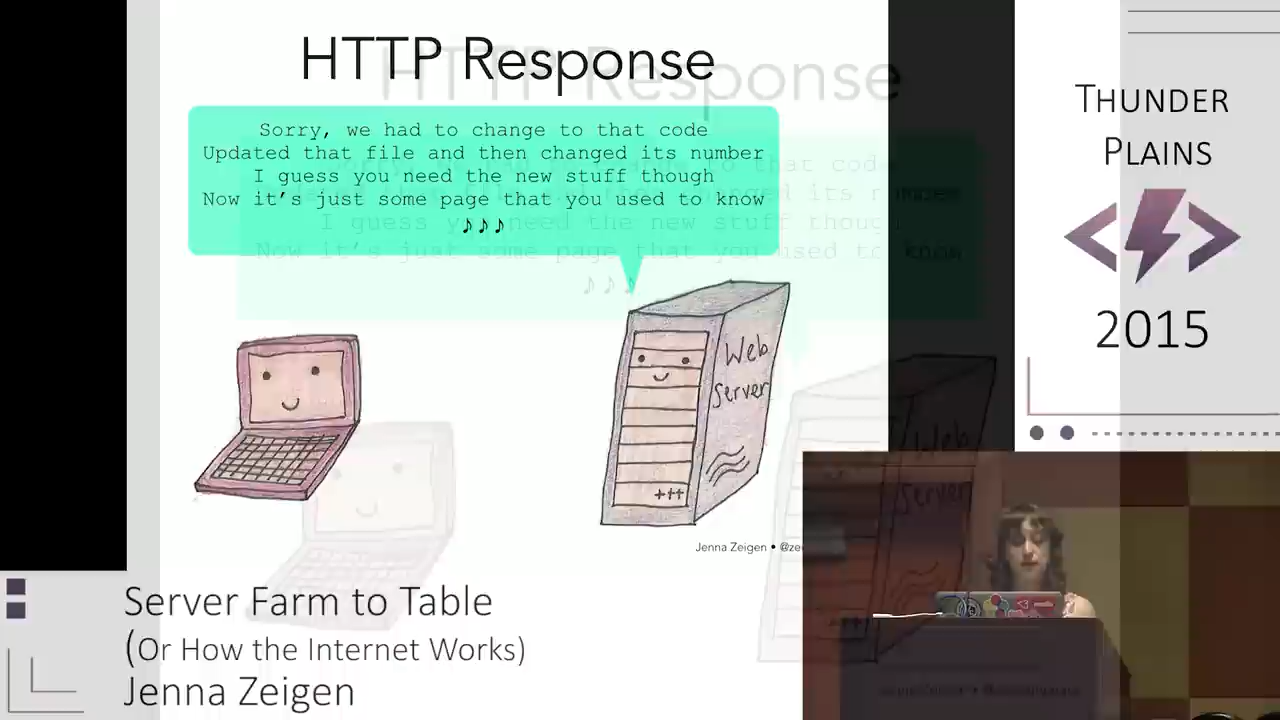 HTTP Response
Sorry, we had to change to that code
Updated that file and then changed its number
I guess you need the new stuff though
Now it’s just some page that you used to know
♪♪♪
Web
Server
Jenna Zeigen •
THUNDER
PLAINS
2015
Server Farm to Table
(Or How the Internet Works)
Jenna Zeigen